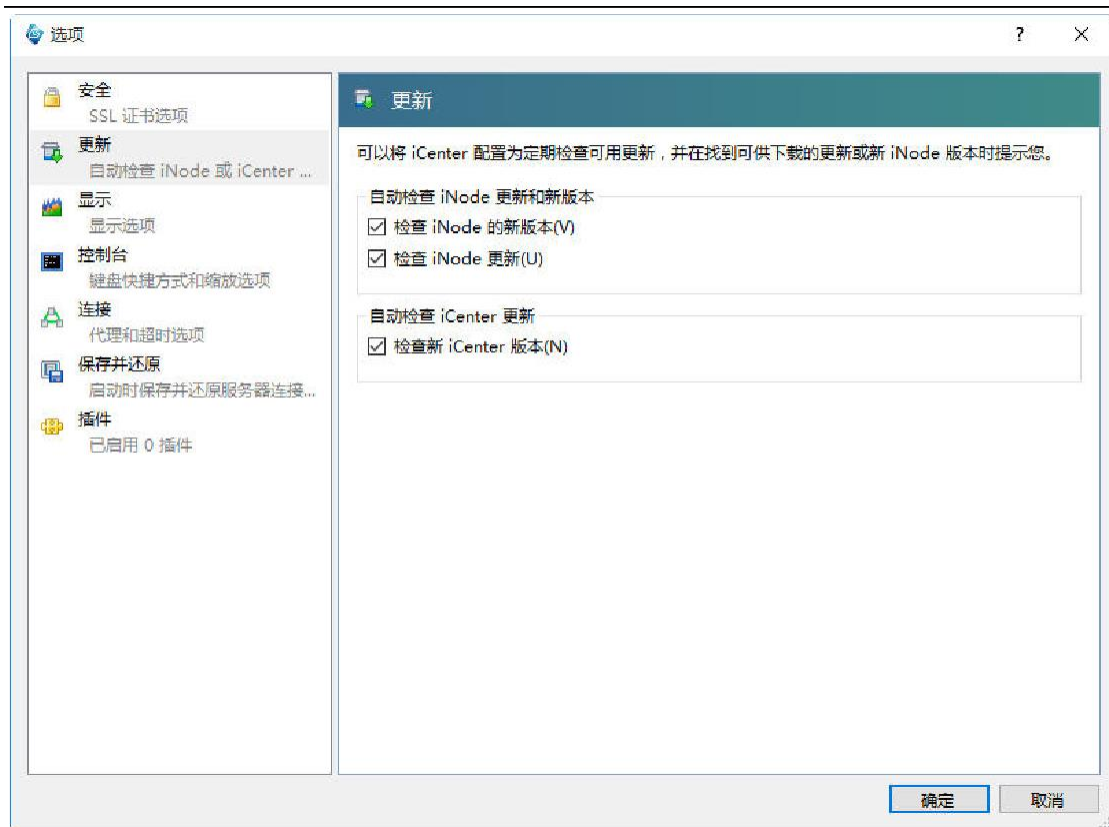 选项
?
安全
SSL 证书选项
更新
自动检查 iNode 或 iCenter ...
显示
显示选项
控制台
键盘快捷方式和缩放选项
连接
代理和超时选项
保存并还原
启动时保存并还原服务器连接...
插件
已启用 0 插件
更新
可以将 iCenter 配置为定期检查可用更新，并在找到可供下载的更新或新 iNode 版本时提示您。
自动检查 iNode 更新和新版本
检查 iNode 的新版本(V)
检查 iNode 更新(U)
自动检查 iCenter 更新
检查新 iCenter 版本(N)
确定
取消